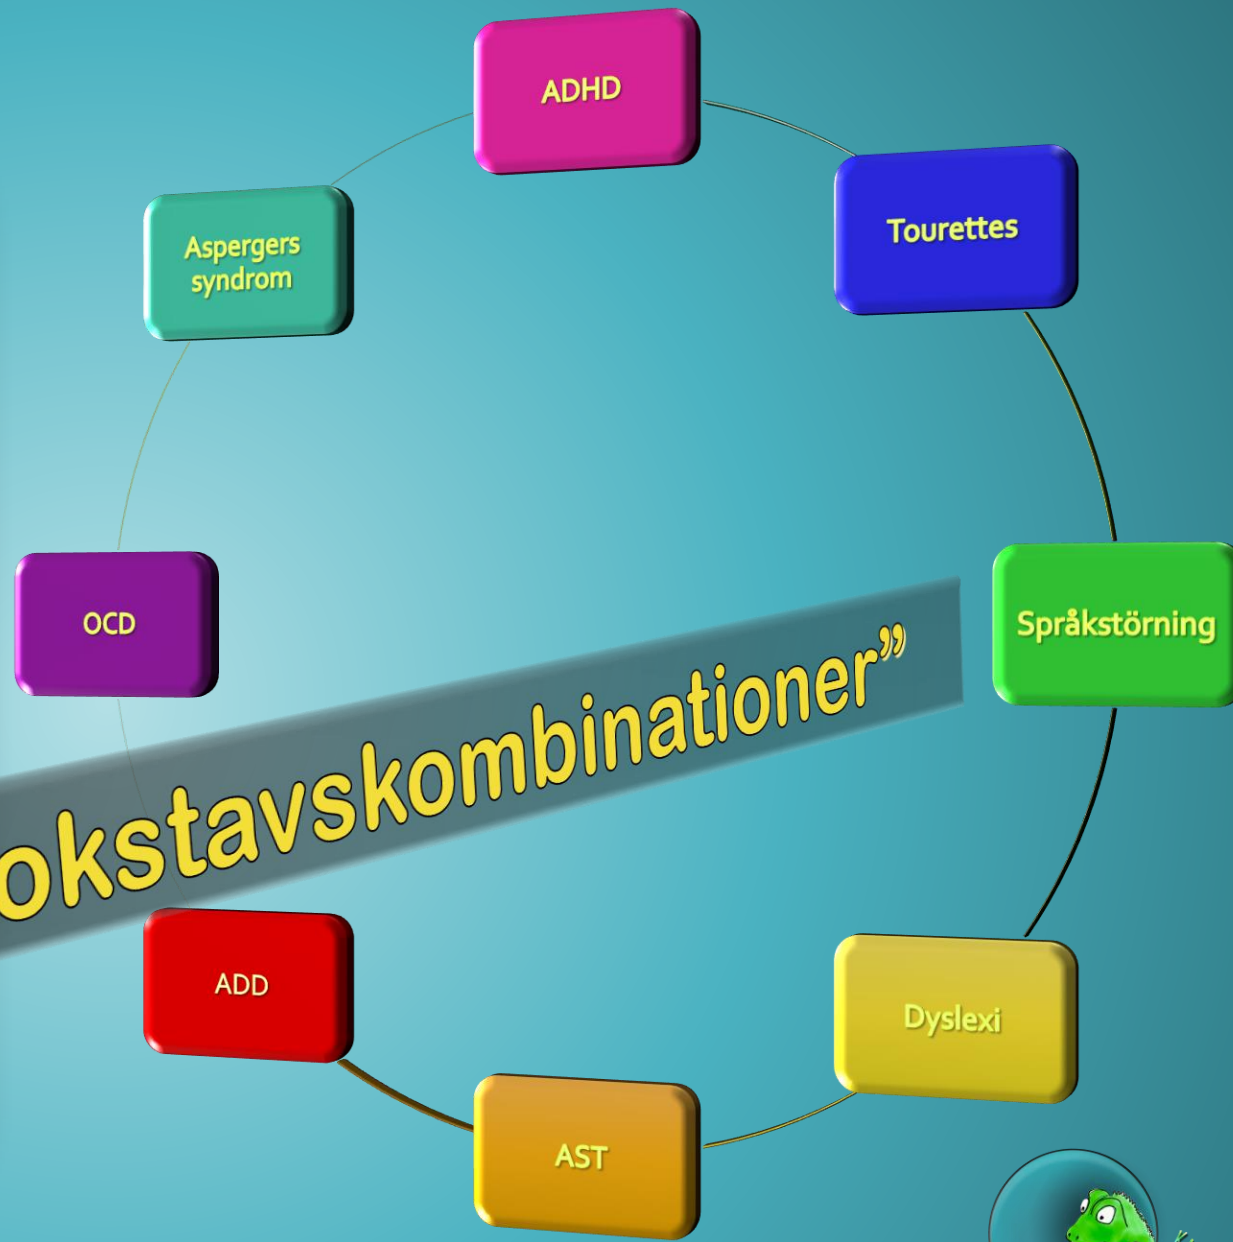 ADHD
Tourettes
Aspergers
syndrom
OCD
Språkstörning
okstavskombinationer”
ADD
Dyslexi
AST